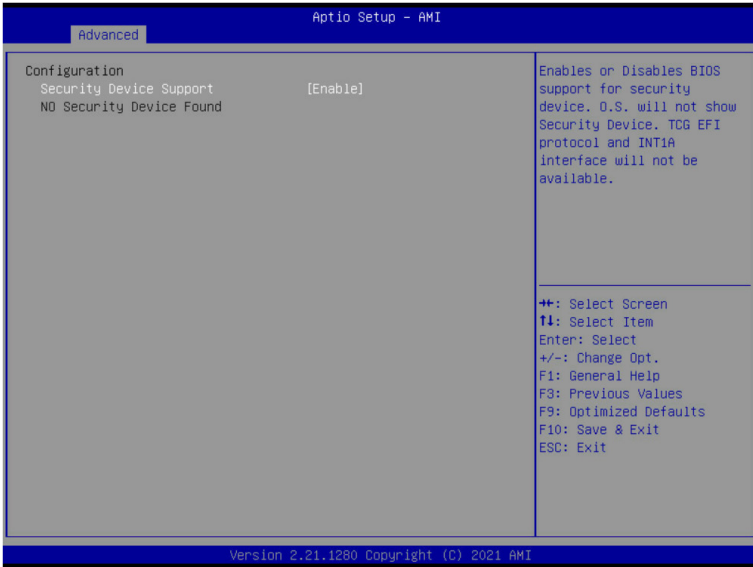 Aptio Setup - AMI
Advanced
Configuration
Security Device Support [Enable]
NO Security Device Found
Enables or Disables BIOS
support for security
device. O.S. will not show
Security Device. TCG EFI
protocol and INT1A
interface will not be
available.
→←: Select Screen
↑↓: Select Item
Enter: Select
+/-: Change Opt.
F1: General Help
F3: Previous Values
F9: Optimized Defaults
F10: Save & Exit
ESC: Exit
Version 2.21.1280 Copyright (C) 2021 AMI